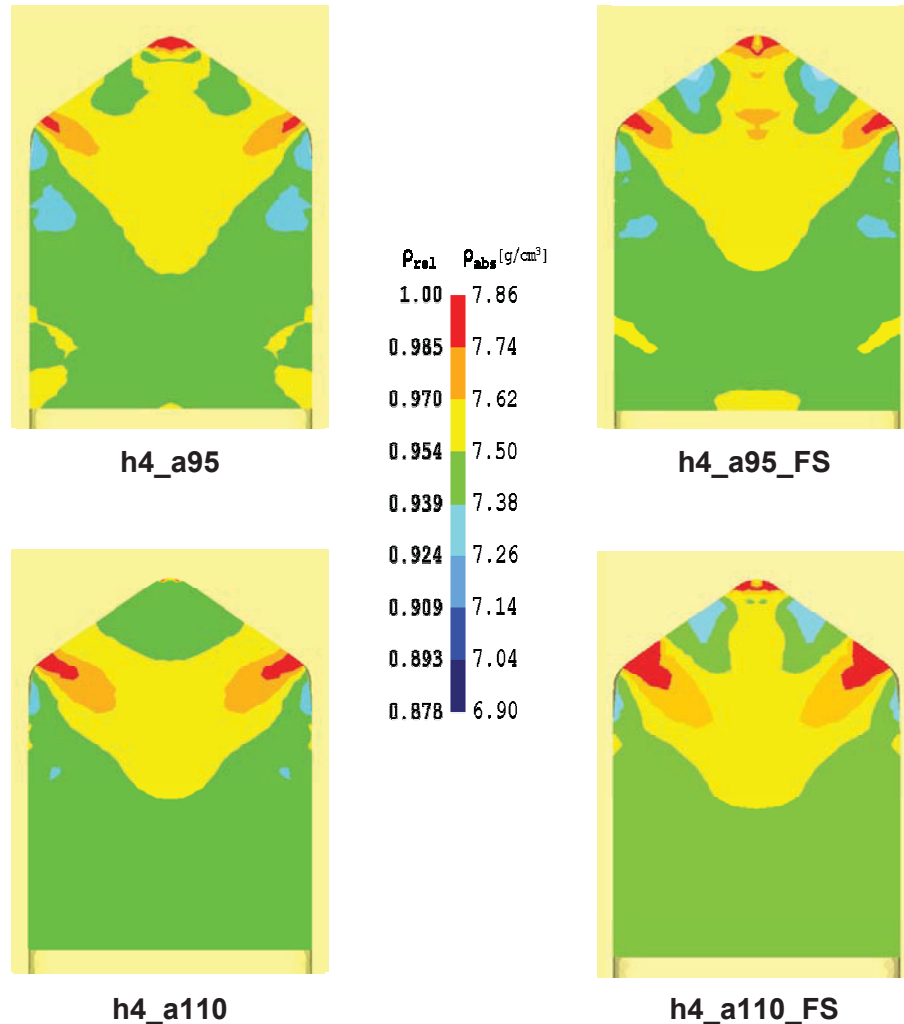 h4_a95
h4_a95_FS
ρrel ρabs[g/cm³]
1.00 7.86
0.985 7.74
0.970 7.62
0.954 7.50
0.939 7.38
0.924 7.26
0.909 7.14
0.893 7.04
0.878 6.90
h4_a110
h4_a110_FS